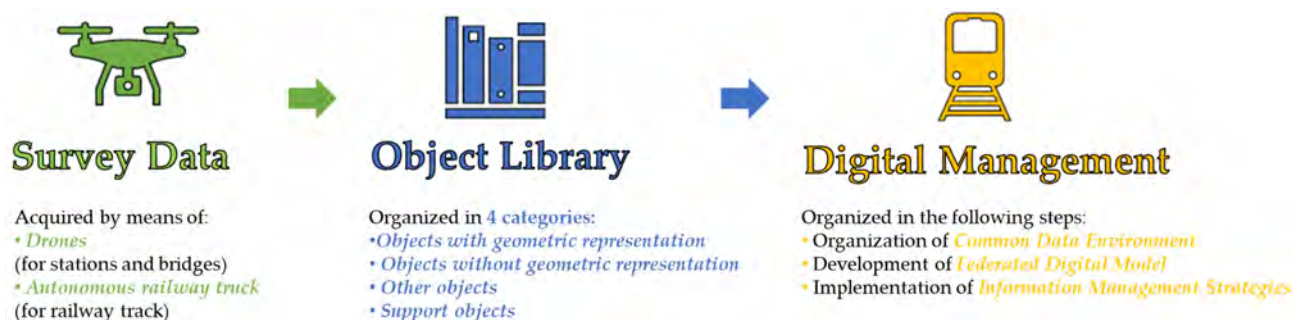 Survey Data
Acquired by means of:
• Drones
(for stations and bridges)
• Autonomous railway truck
(for railway track)
Object Library
Organized in 4 categories:
•Objects with geometric representation
• Objects without geometric representation
• Other objects
• Support objects
Digital Management
Organized in the following steps:
• Organization of Common Data Environment
• Development of Federated Digital Model
• Implementation of Information Management Strategies